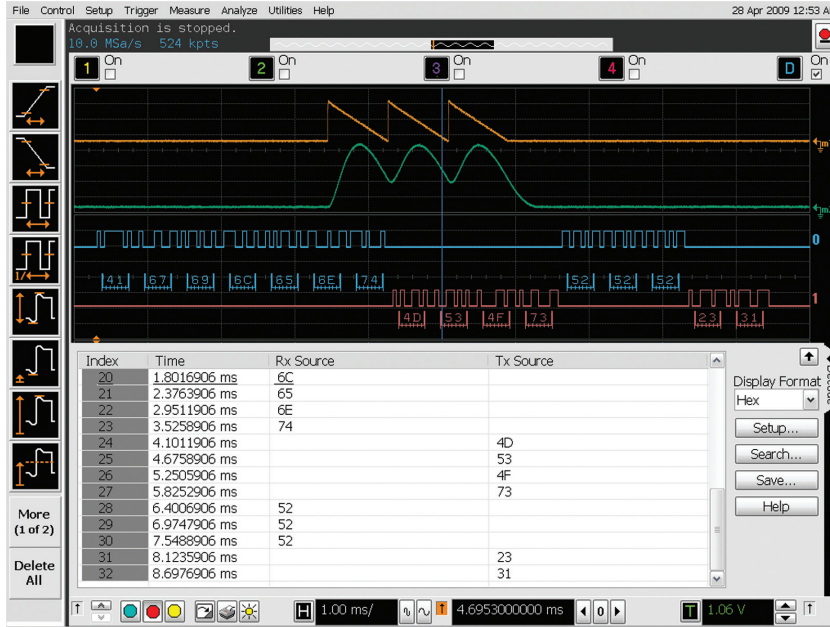 File Control Setup Trigger Measure Analyze Utilities Help 28 Apr 2009 12:53 A
Acquisition is stopped.
10.0 MSa/s 524 kpts
1 On 2 On 3 On 4 On D On
0
41 67 69 6C 65 6E 74 52 52 52
1
4D 53 4F 73 23 31
Index Time Rx Source Tx Source
20 1.8016906 ms 6C
21 2.3763906 ms 65
22 2.9511906 ms 6E
23 3.5258906 ms 74
24 4.1011906 ms 4D
25 4.6758906 ms 53
26 5.2505906 ms 4F
27 5.8252906 ms 73
28 6.4006906 ms 52
29 6.9747906 ms 52
30 7.5488906 ms 52
31 8.1235906 ms 23
32 8.6976906 ms 31
Display Format
Hex
Setup...
Search...
Save...
Help
More
(1 of 2)
Delete
All
H 1.00 ms/ 4.6953000000 ms 0 T 1.06 V